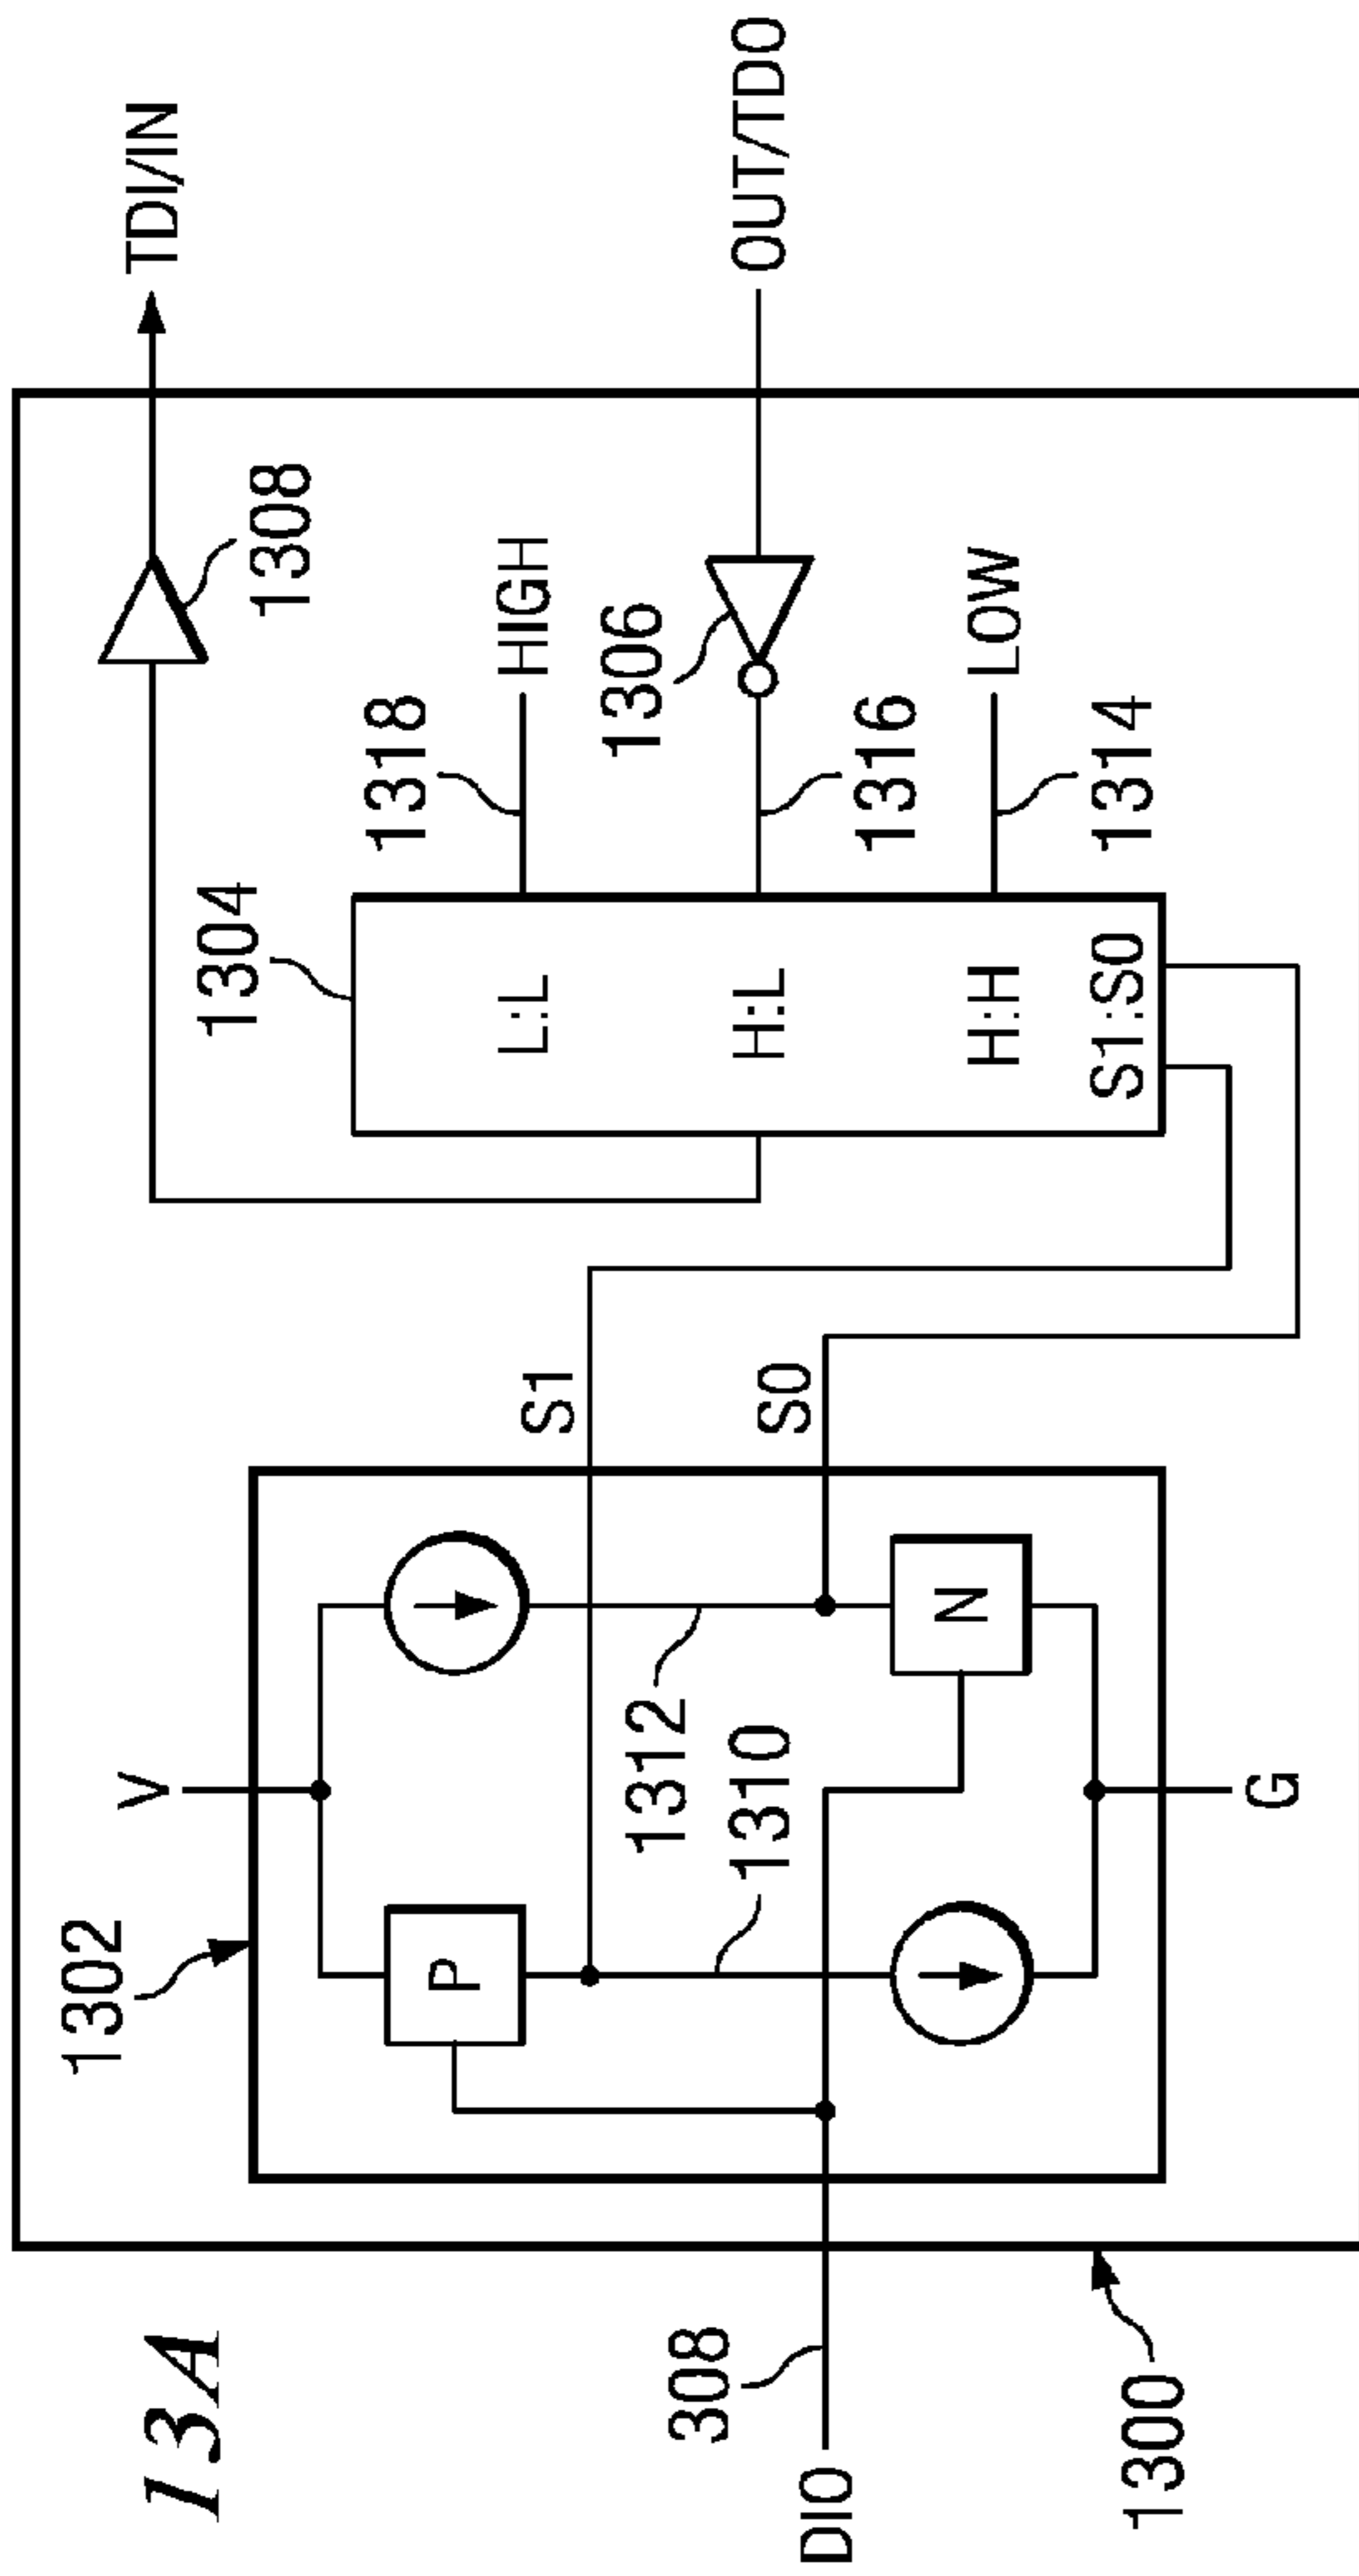 13A
1302
V
TDI/IN
1308
1304
1318
HIGH
P
S1
L:L
1306
1312
1310
S0
H:L
OUT/TDO
308
DIO
1316
N
H:H
LOW
S1:S0
1314
G
1300